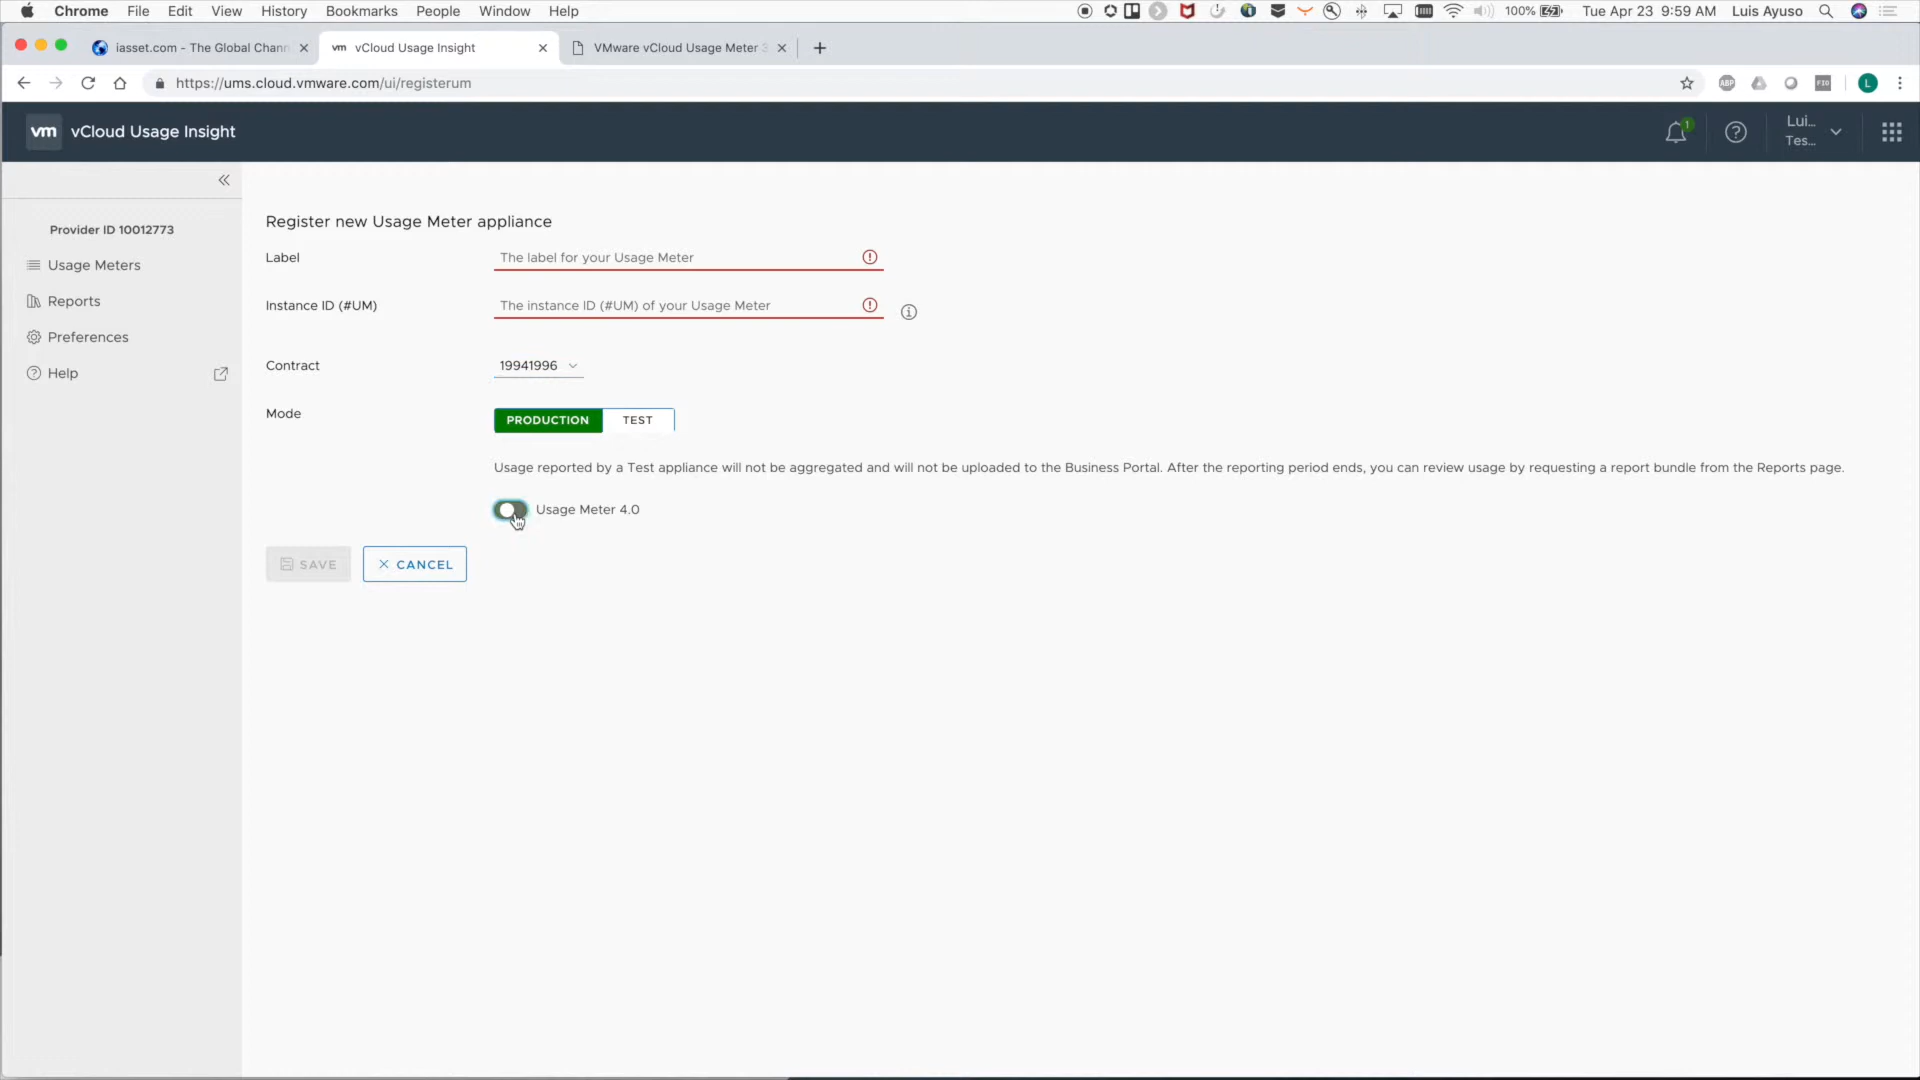 Chrome File Edit View History Bookmarks People Window Help 100% Tue Apr 23 9:59 AM Luis Ayuso
iasset.com - The Global Chann vm vCloud Usage Insight VMware vCloud Usage Meter
https://ums.cloud.vmware.com/ui/registerum ABP FIO L
vm vCloud Usage Insight 1 Lui...
Tes...
Provider ID 10012773
Usage Meters
Reports
Preferences
Help
Register new Usage Meter appliance
Label The label for your Usage Meter
Instance ID (#UM) The instance ID (#UM) of your Usage Meter
Contract 19941996
Mode PRODUCTION TEST
Usage reported by a Test appliance will not be aggregated and will not be uploaded to the Business Portal. After the reporting period ends, you can review usage by requesting a report bundle from the Reports page.
Usage Meter 4.0
SAVE CANCEL